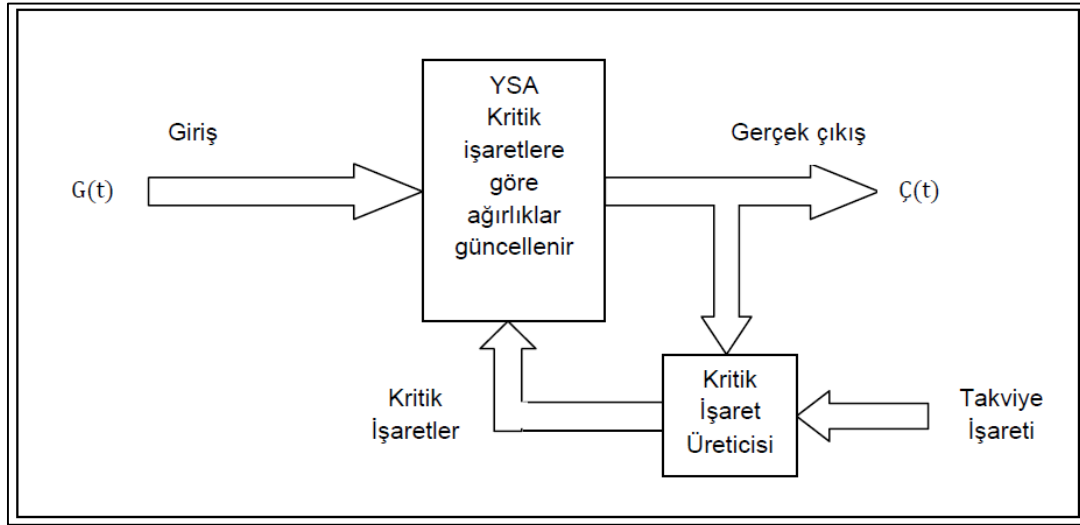 YSA
Kritik
işaretlere
göre
ağırlıklar
güncellenir
Giriş
G(t)
Gerçek çıkış
Ç(t)
Kritik
İşaretler
Kritik
İşaret
Üreticisi
Takviye
İşareti